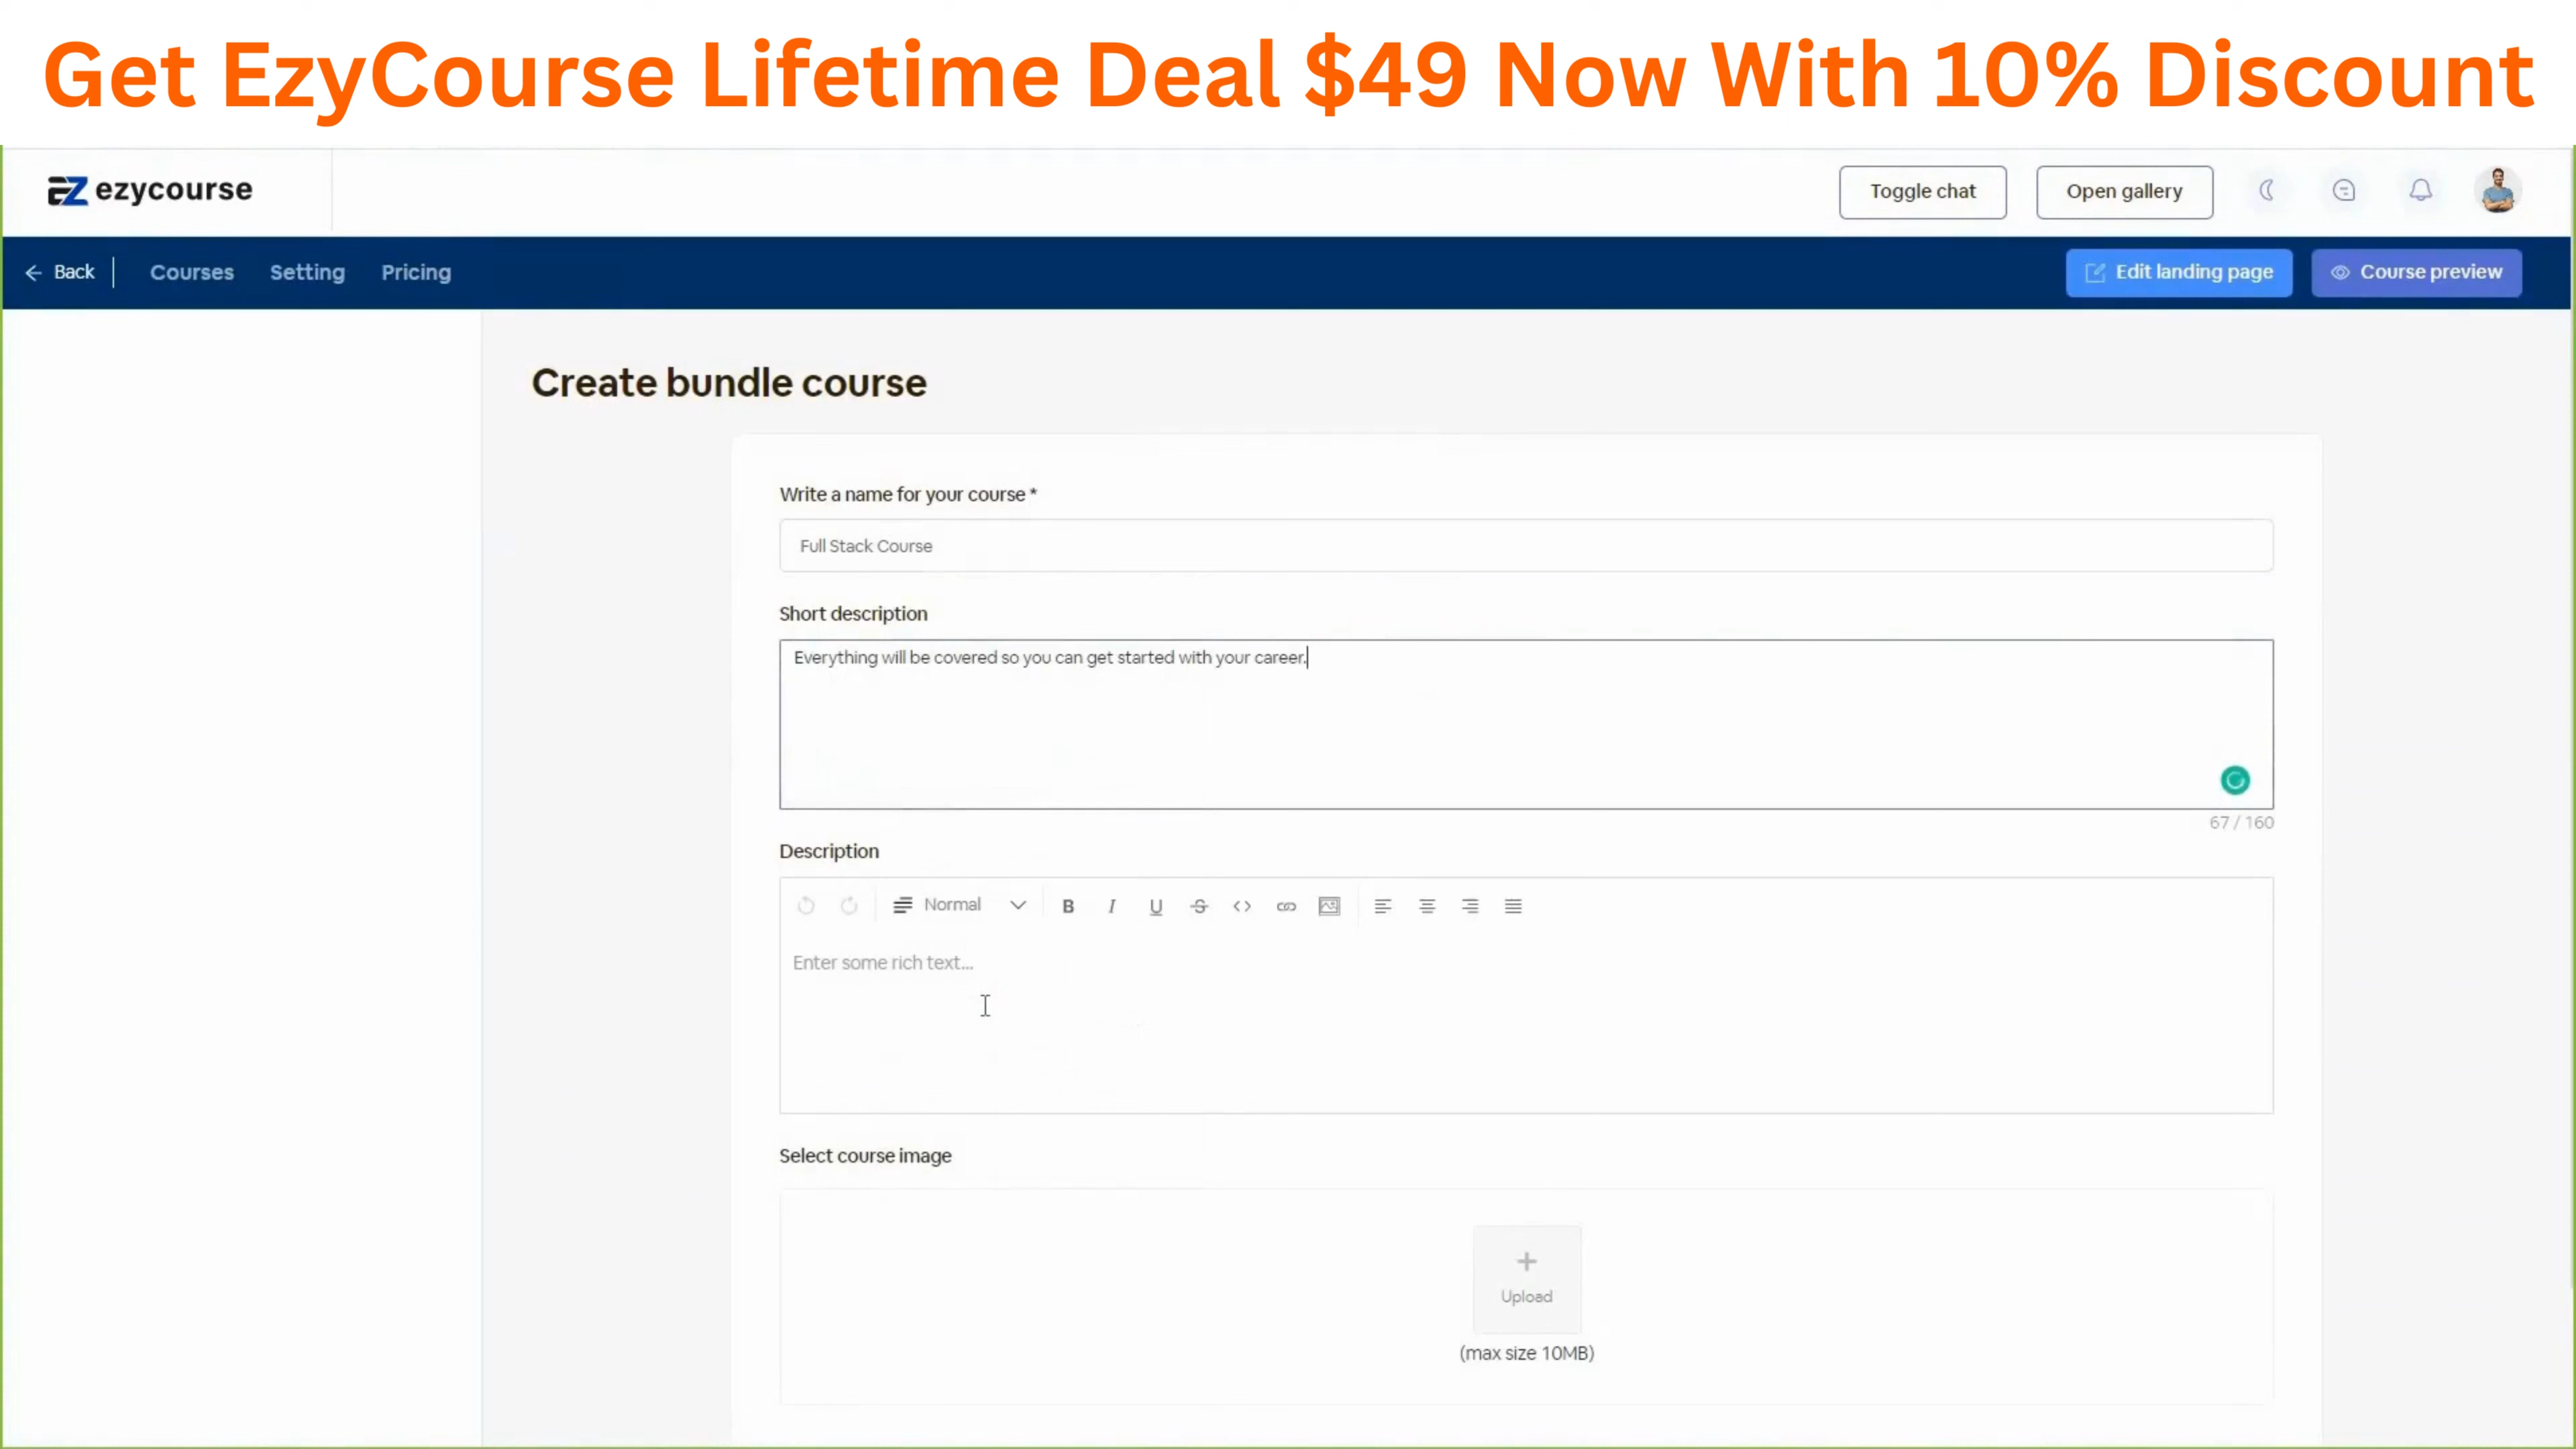 Get EzyCourse Lifetime Deal $49 Now With 10% Discount
EZ ezycourse
Toggle chat
Open gallery
Back
Courses
Setting
Pricing
Edit landing page
Course preview
Create bundle course
Write a name for your course *
Full Stack Course
Short description
Everything will be covered so you can get started with your career.
67 / 160
Description
Normal
B I U S
Enter some rich text...
Select course image
+
Upload
(max size 10MB)